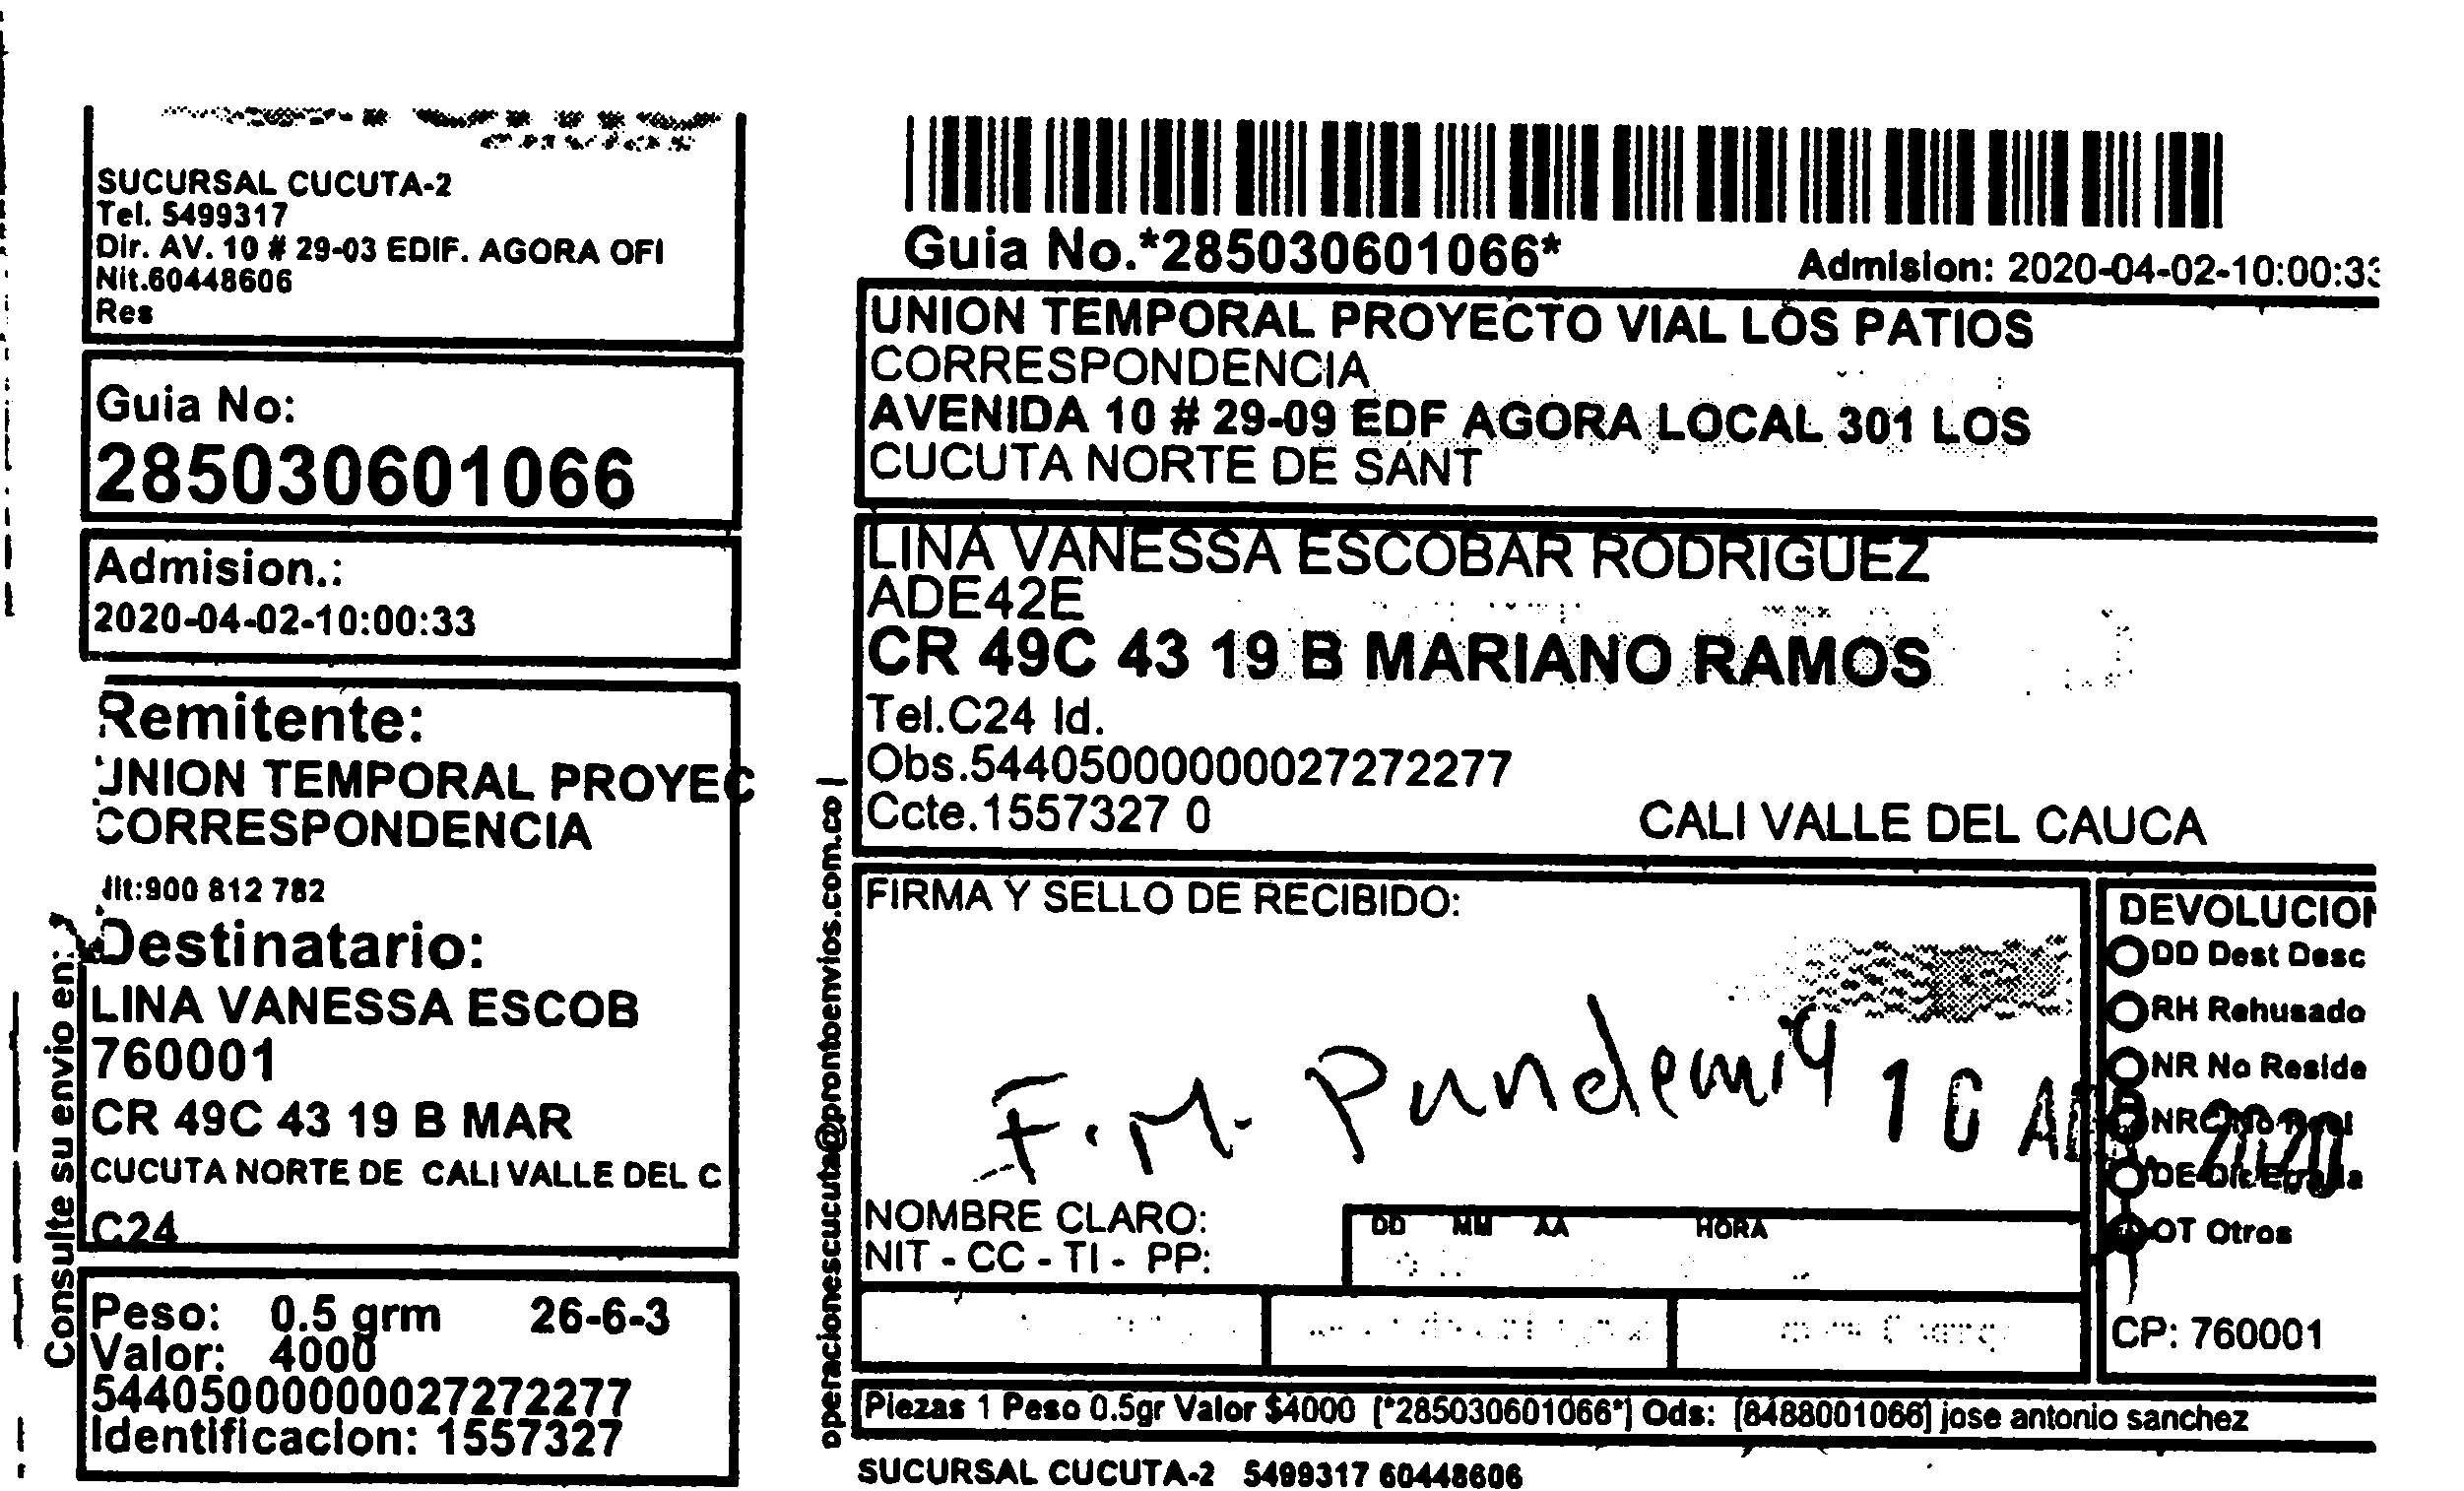 SUCURSAL CUCUTA-2
Tel. 5499317
Dir. AV. 10 # 29-03 EDIF. AGORA OFI
Nit.60448606
Res
Guia No:
285030601066
Admision.:
2020-04-02-10:00:33
Remitente:
UNION TEMPORAL PROYEC
CORRESPONDENCIA
Nit:900 812 782
Destinatario:
LINA VANESSA ESCOB
760001
CR 49C 43 19 B MAR
CUCUTA NORTE DE CALI VALLE DEL C
C24
Peso: 0.5 grm 26-6-3
Valor: 4000
544050000000027272277
Identificacion: 1557327
Consulte su envio en:
operacionescucuta@prontoenvios.com.co |
Guia No.*285030601066*
Admision: 2020-04-02-10:00:33
UNION TEMPORAL PROYECTO VIAL LOS PATIOS
CORRESPONDENCIA
AVENIDA 10 # 29-09 EDF AGORA LOCAL 301 LOS
CUCUTA NORTE DE SANT
LINA VANESSA ESCOBAR RODRIGUEZ
ADE42E
CR 49C 43 19 B MARIANO RAMOS
Tel.C24 Id.
Obs.544050000000027272277
Ccte.1557327 0
CALI VALLE DEL CAUCA
FIRMA Y SELLO DE RECIBIDO:
F.M. Pandemia
2020
NOMBRE CLARO:
NIT - CC - TI - PP:
DD MM AA HORA
DEVOLUCION
DD Dest Desc
RH Rehusado
NR No Reside
OT Otros
CP: 760001
Piezas 1 Peso 0.5gr Valor $4000 [*285030601066*] Ods: [8488001066] jose antonio sanchez
SUCURSAL CUCUTA-2 5499317 60448606